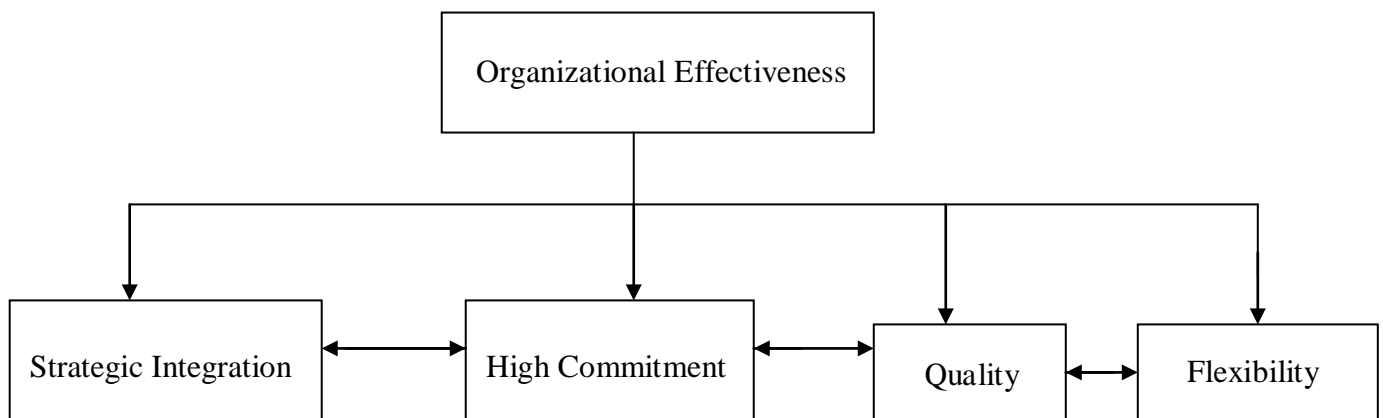 Organizational Effectiveness
Strategic Integration
High Commitment
Quality
Flexibility